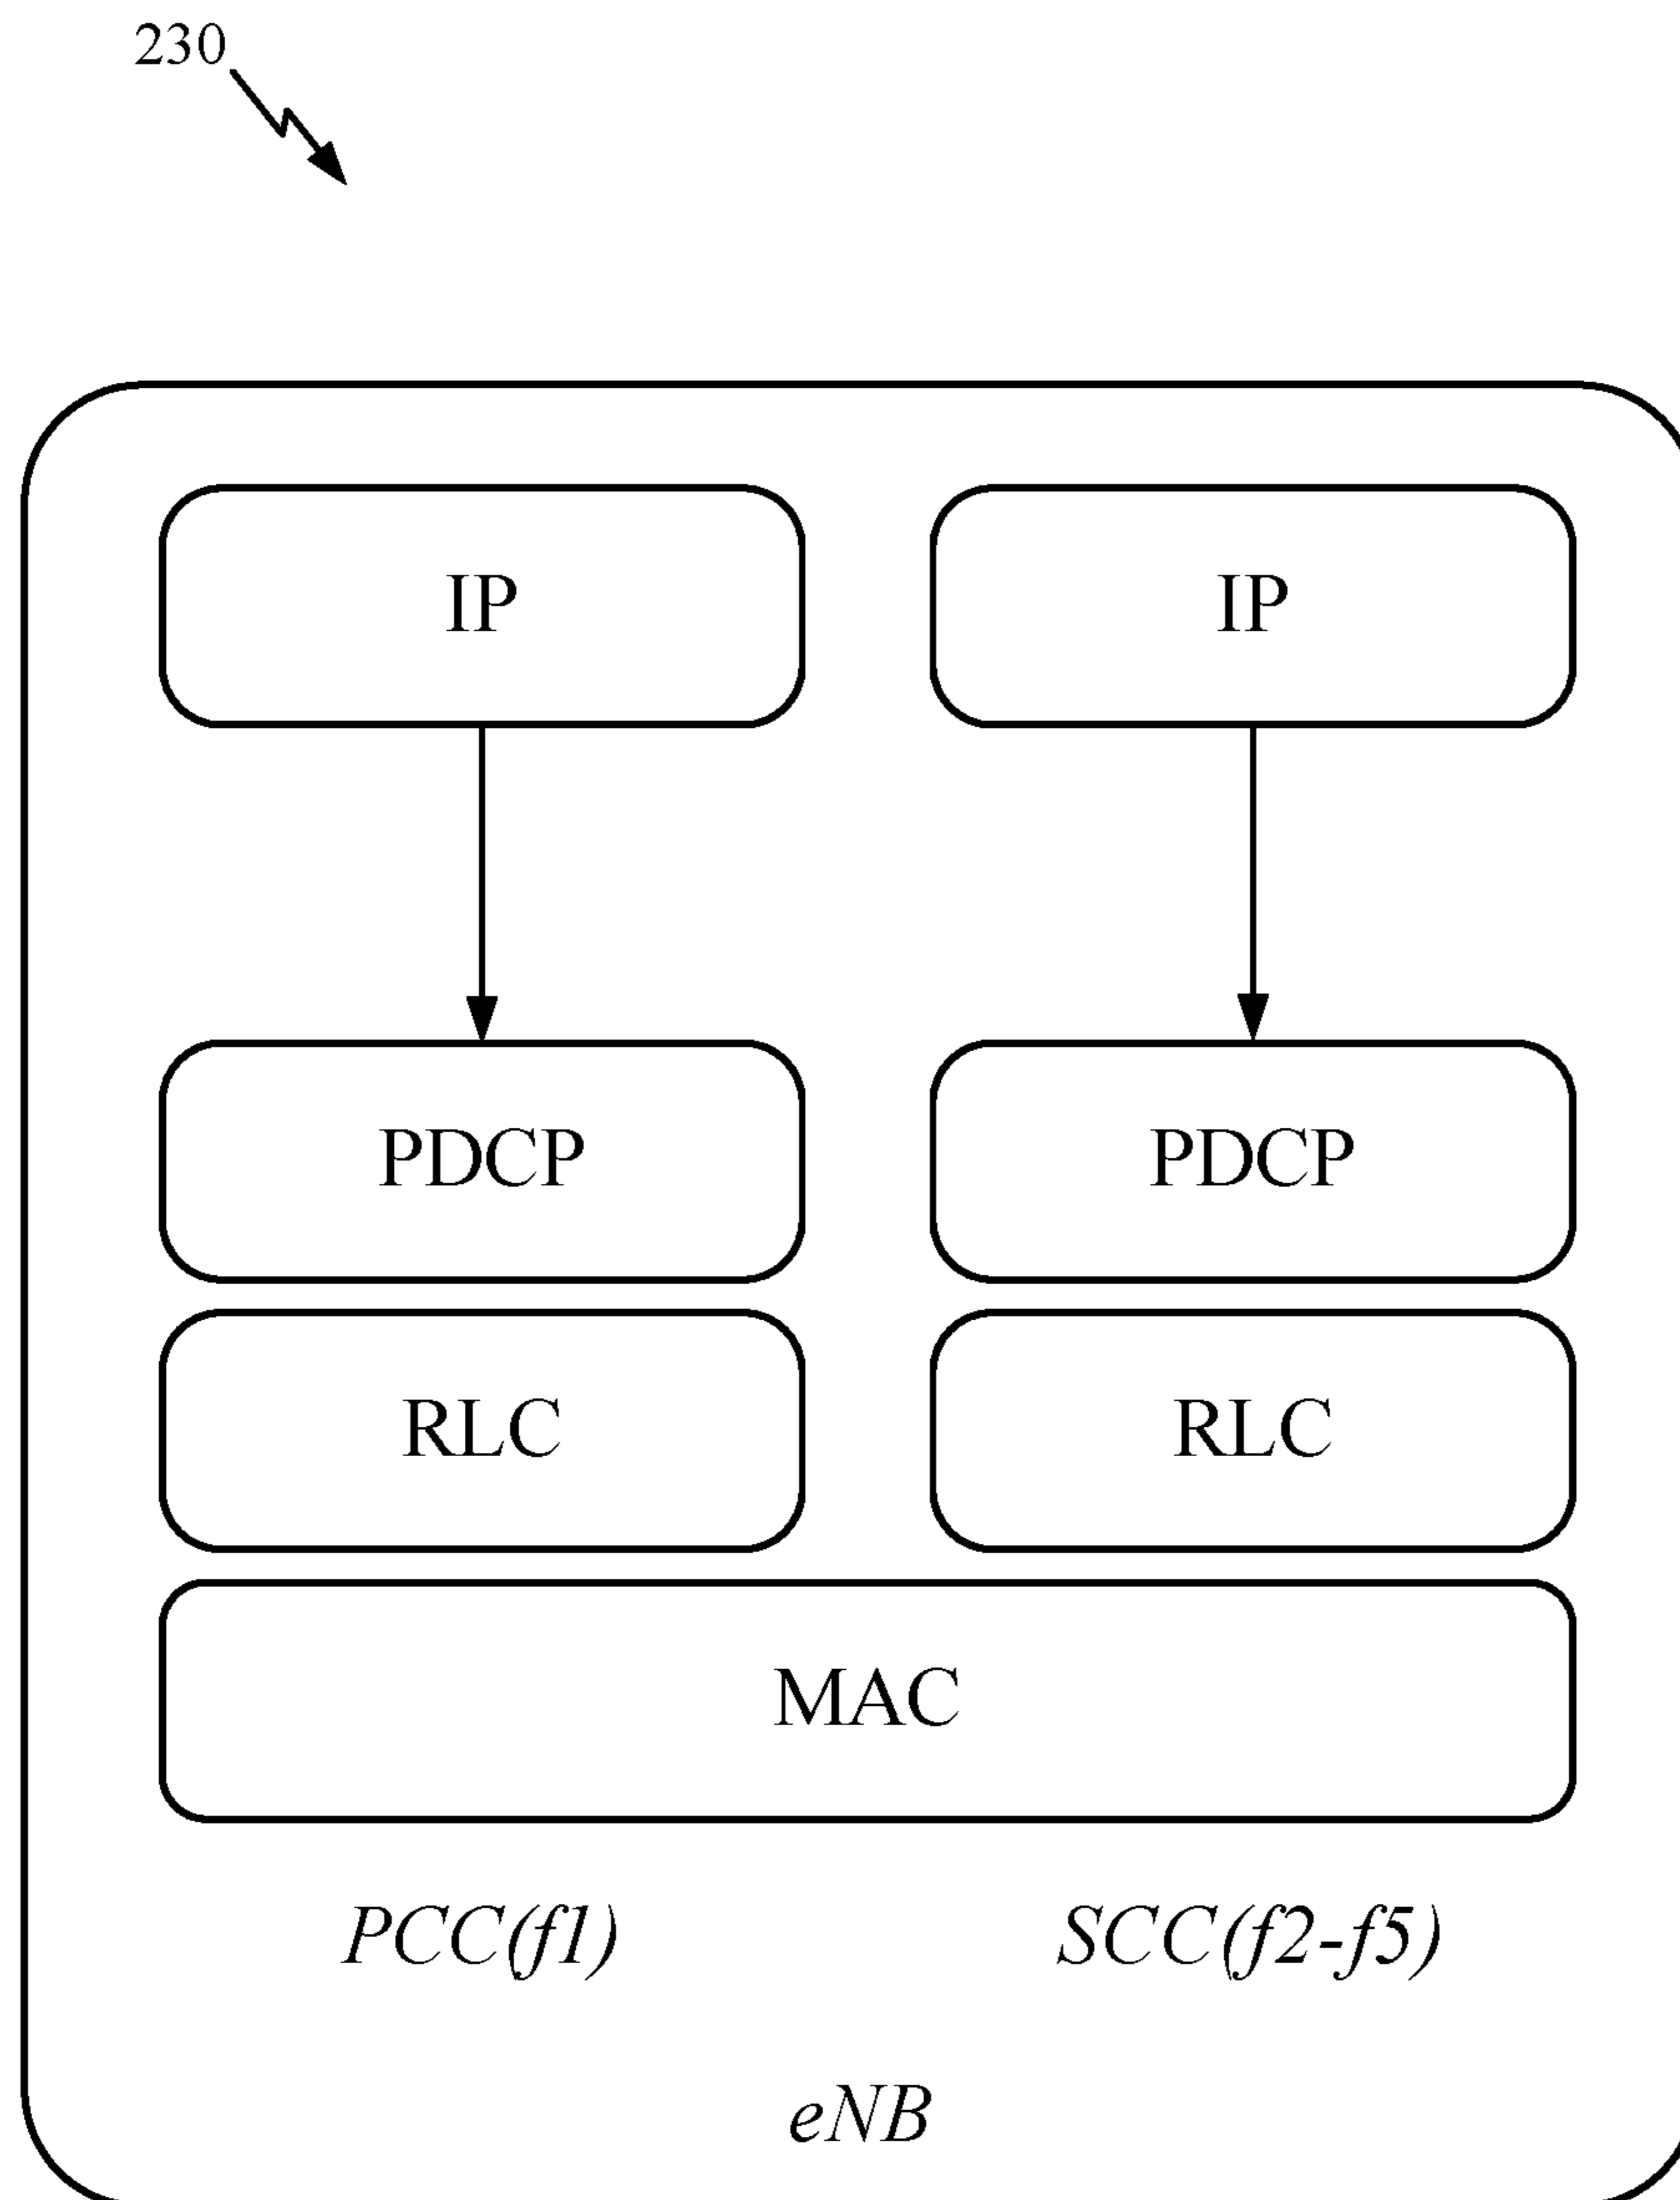 230
IP IP
PDCP PDCP
RLC RLC
MAC
PCC(f1) SCC(f2-f5)
eNB